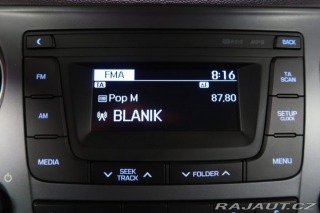 BACK
FM
FMA 8:16
TA AF
TA
SCAN
Pop M 87,80
AM
BLANIK
SETUP
CLOCK
MEDIA
SEEK
TRACK
FOLDER
MENU
RAJAUT.CZ